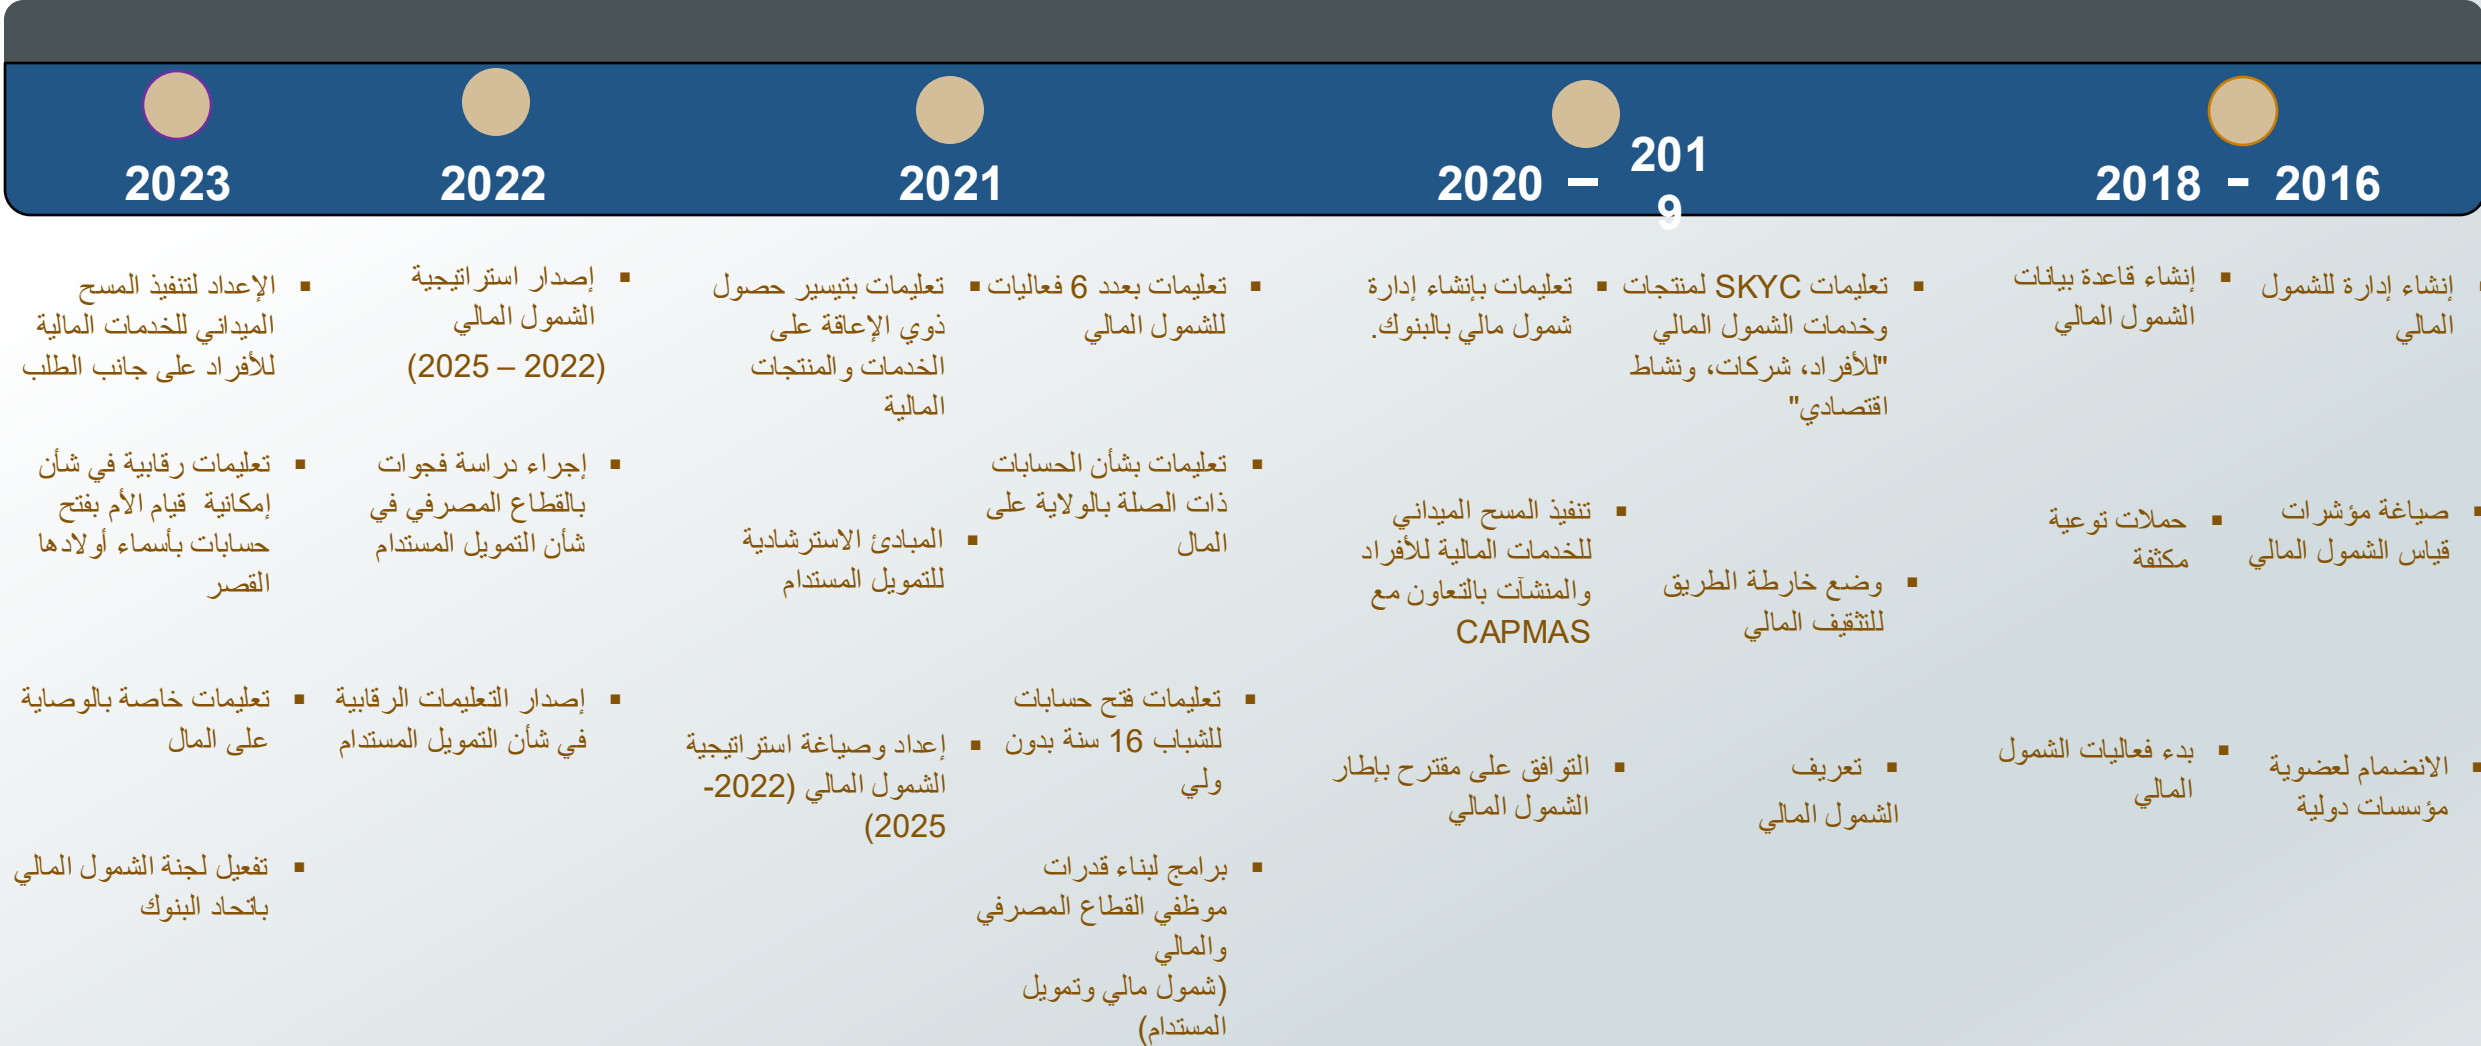 2016 - 2018
2019 – 2020
2021
2022
2023
▪ إنشاء إدارة للشمول
المالي
▪ صياغة مؤشرات
قياس الشمول المالي
▪ الانضمام لعضوية
مؤسسات دولية
▪ إنشاء قاعدة بيانات
الشمول المالي
▪ حملات توعية
مكثفة
▪ بدء فعاليات الشمول
المالي
▪ تعليمات SKYC لمنتجات
وخدمات الشمول المالي
"للأفراد، شركات، ونشاط
اقتصادي"
▪ وضع خارطة الطريق
للتثقيف المالي
▪ تعريف
الشمول المالي
▪ تعليمات بإنشاء إدارة
شمول مالي بالبنوك.
▪ تنفيذ المسح الميداني
للخدمات المالية للأفراد
والمنشآت بالتعاون مع
CAPMAS
▪ التوافق على مقترح بإطار
الشمول المالي
▪ تعليمات بعدد 6 فعاليات
للشمول المالي
▪ تعليمات بشأن الحسابات
ذات الصلة بالولاية على
المال
▪ تعليمات فتح حسابات
للشباب 16 سنة بدون
ولي
▪ برامج لبناء قدرات
موظفي القطاع المصرفي
والمالي
(شمول مالي وتمويل
المستدام)
▪ تعليمات بتيسير حصول
ذوي الإعاقة على
الخدمات والمنتجات
المالية
▪ المبادئ الاسترشادية
للتمويل المستدام
▪ إعداد وصياغة استراتيجية
الشمول المالي (2022-
2025)
▪ إصدار استراتيجية
الشمول المالي
(2022 – 2025)
▪ إجراء دراسة فجوات
بالقطاع المصرفي في
شأن التمويل المستدام
▪ إصدار التعليمات الرقابية
في شأن التمويل المستدام
▪ الإعداد لتنفيذ المسح
الميداني للخدمات المالية
للأفراد على جانب الطلب
▪ تعليمات رقابية في شأن
إمكانية قيام الأم بفتح
حسابات بأسماء أولادها
القصر
▪ تعليمات خاصة بالوصاية
على المال
▪ تفعيل لجنة الشمول المالي
باتحاد البنوك